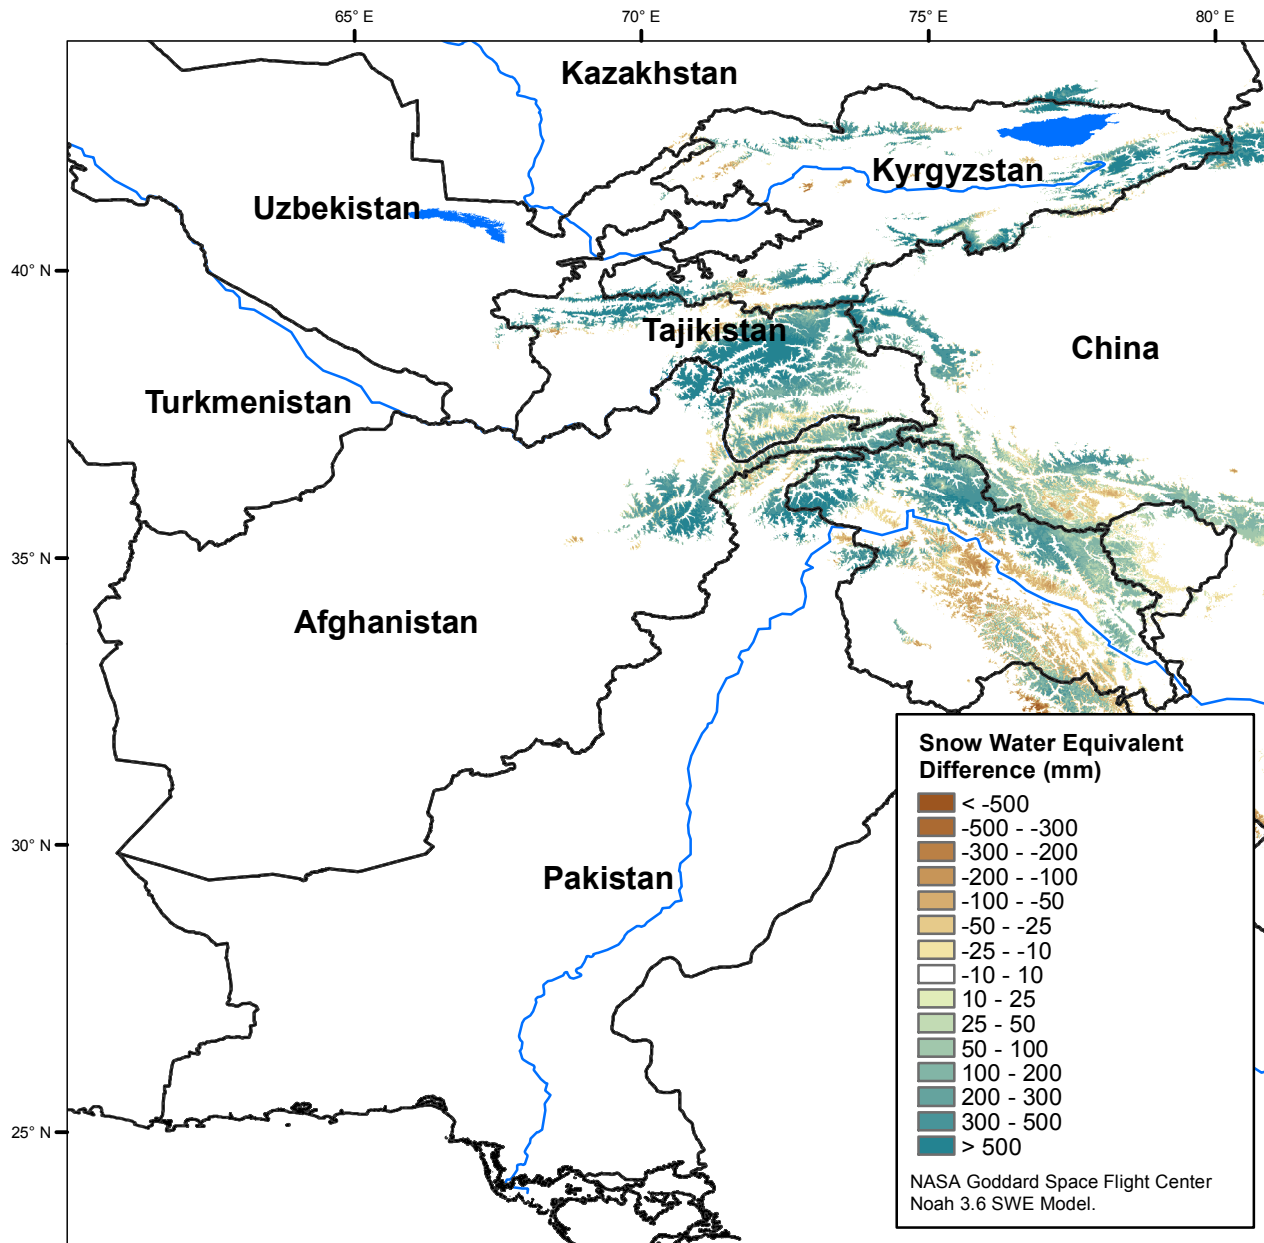 65° E
70° E
75° E
80° E
Kazakhstan
Kyrgyzstan
Uzbekistan
40° N
Tajikistan
China
Turkmenistan
35° N
Afghanistan
Snow Water Equivalent
Difference (mm)
< -500
-500 - -300
-300 - -200
-200 - -100
-100 - -50
-50 - -25
-25 - -10
-10 - 10
10 - 25
25 - 50
50 - 100
100 - 200
200 - 300
300 - 500
> 500
NASA Goddard Space Flight Center
Noah 3.6 SWE Model.
30° N
Pakistan
25° N